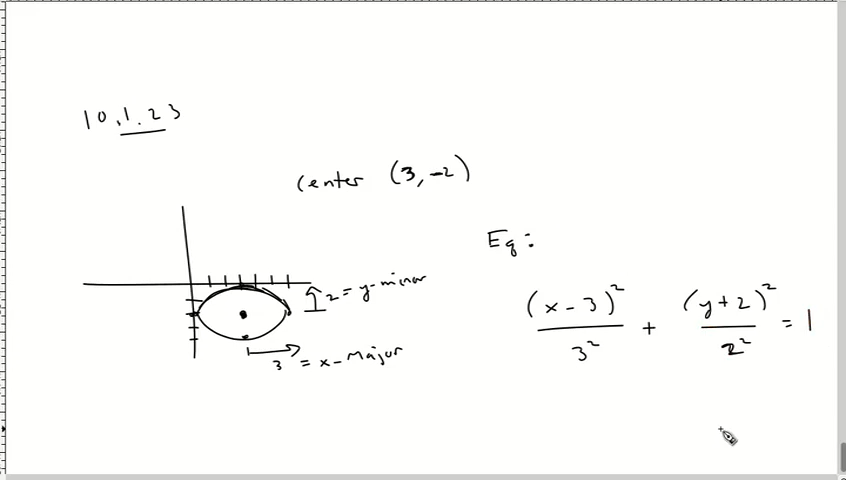 10.1.23
center (3,-2)
Eq:
2 = y-minor
3 = x-Major
(x-3)²/3² + (y+2)²/2² = 1